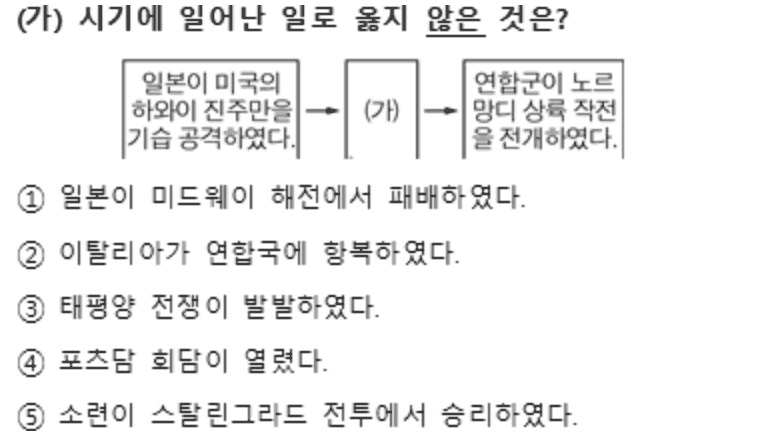 (가) 시기에 일어난 일로 옳지 않은 것은?
일본이 미국의
하와이 진주만을
기습 공격하였다.
(가)
연합군이 노르
망디 상륙 작전
을 전개하였다.
① 일본이 미드웨이 해전에서 패배하였다.
② 이탈리아가 연합국에 항복하였다.
③ 태평양 전쟁이 발발하였다.
④ 포츠담 회담이 열렸다.
⑤ 소련이 스탈린그라드 전투에서 승리하였다.